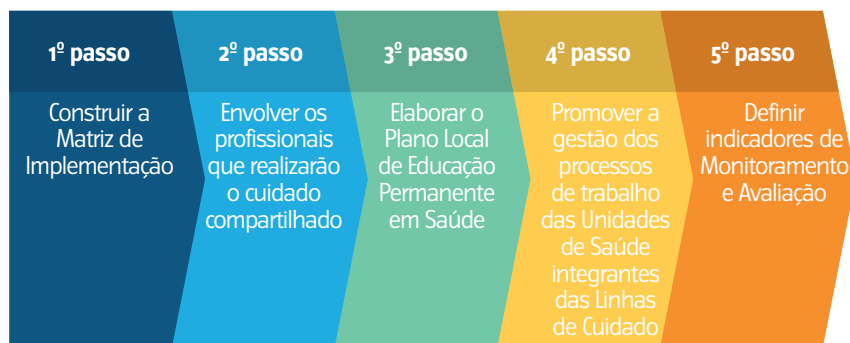 1º passo
Construir a
Matriz de
Implementação
2º passo
Envolver os
profissionais
que realizarão
o cuidado
compartilhado
3º passo
Elaborar o
Plano Local
de Educação
Permanente
em Saúde
4º passo
Promover a
gestão dos
processos
de trabalho
das Unidades
de Saúde
integrantes
das Linhas
de Cuidado
5º passo
Definir
indicadores de
Monitoramento
e Avaliação